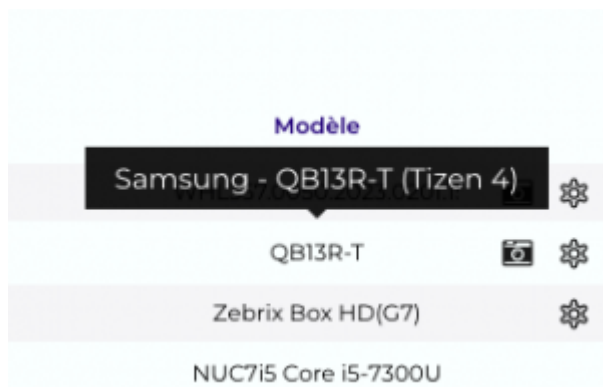 Modèle
Samsung - QB13R-T (Tizen 4)
QB13R-T
Zebrix Box HD(G7)
NUC7i5 Core i5-7300U